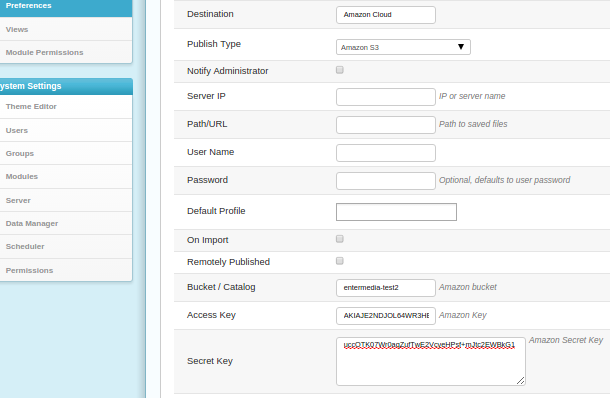 Preferences
Views
Module Permissions
ystem Settings
Theme Editor
Users
Groups
Modules
Server
Data Manager
Scheduler
Permissions
Destination Amazon Cloud
Publish Type Amazon S3
Notify Administrator
Server IP IP or server name
Path/URL Path to saved files
User Name
Password Optional, defaults to user password
Default Profile
On Import
Remotely Published
Bucket / Catalog entermedia-test2 Amazon bucket
Access Key AKIAJE2NDJOL64WR3HE Amazon Key
Secret Key Amazon Secret Key